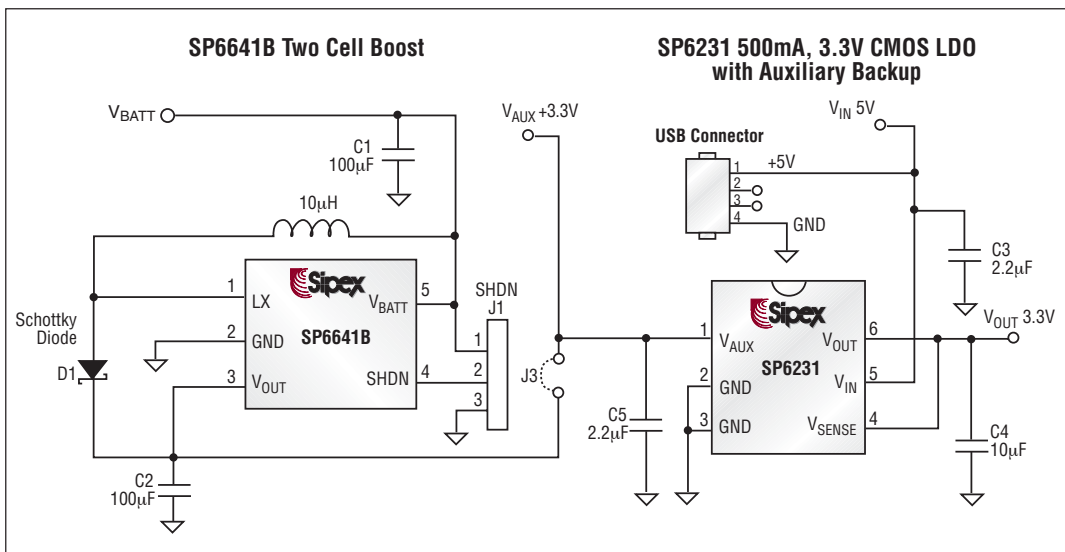 SP6641B Two Cell Boost
SP6231 500mA, 3.3V CMOS LDO
with Auxiliary Backup
VBATT
C1
100µF
10µH
1
LX
Sipex
VBATT
5
SP6641B
2
GND
3
VOUT
SHDN
4
Schottky
Diode
D1
C2
100µF
SHDN
J1
1
2
3
VAUX +3.3V
J3
USB Connector
1
2
3
4
+5V
GND
VIN 5V
C3
2.2µF
C5
2.2µF
1
VAUX
Sipex
VOUT
6
SP6231
2
GND
VIN
5
3
GND
VSENSE
4
VOUT 3.3V
C4
10µF